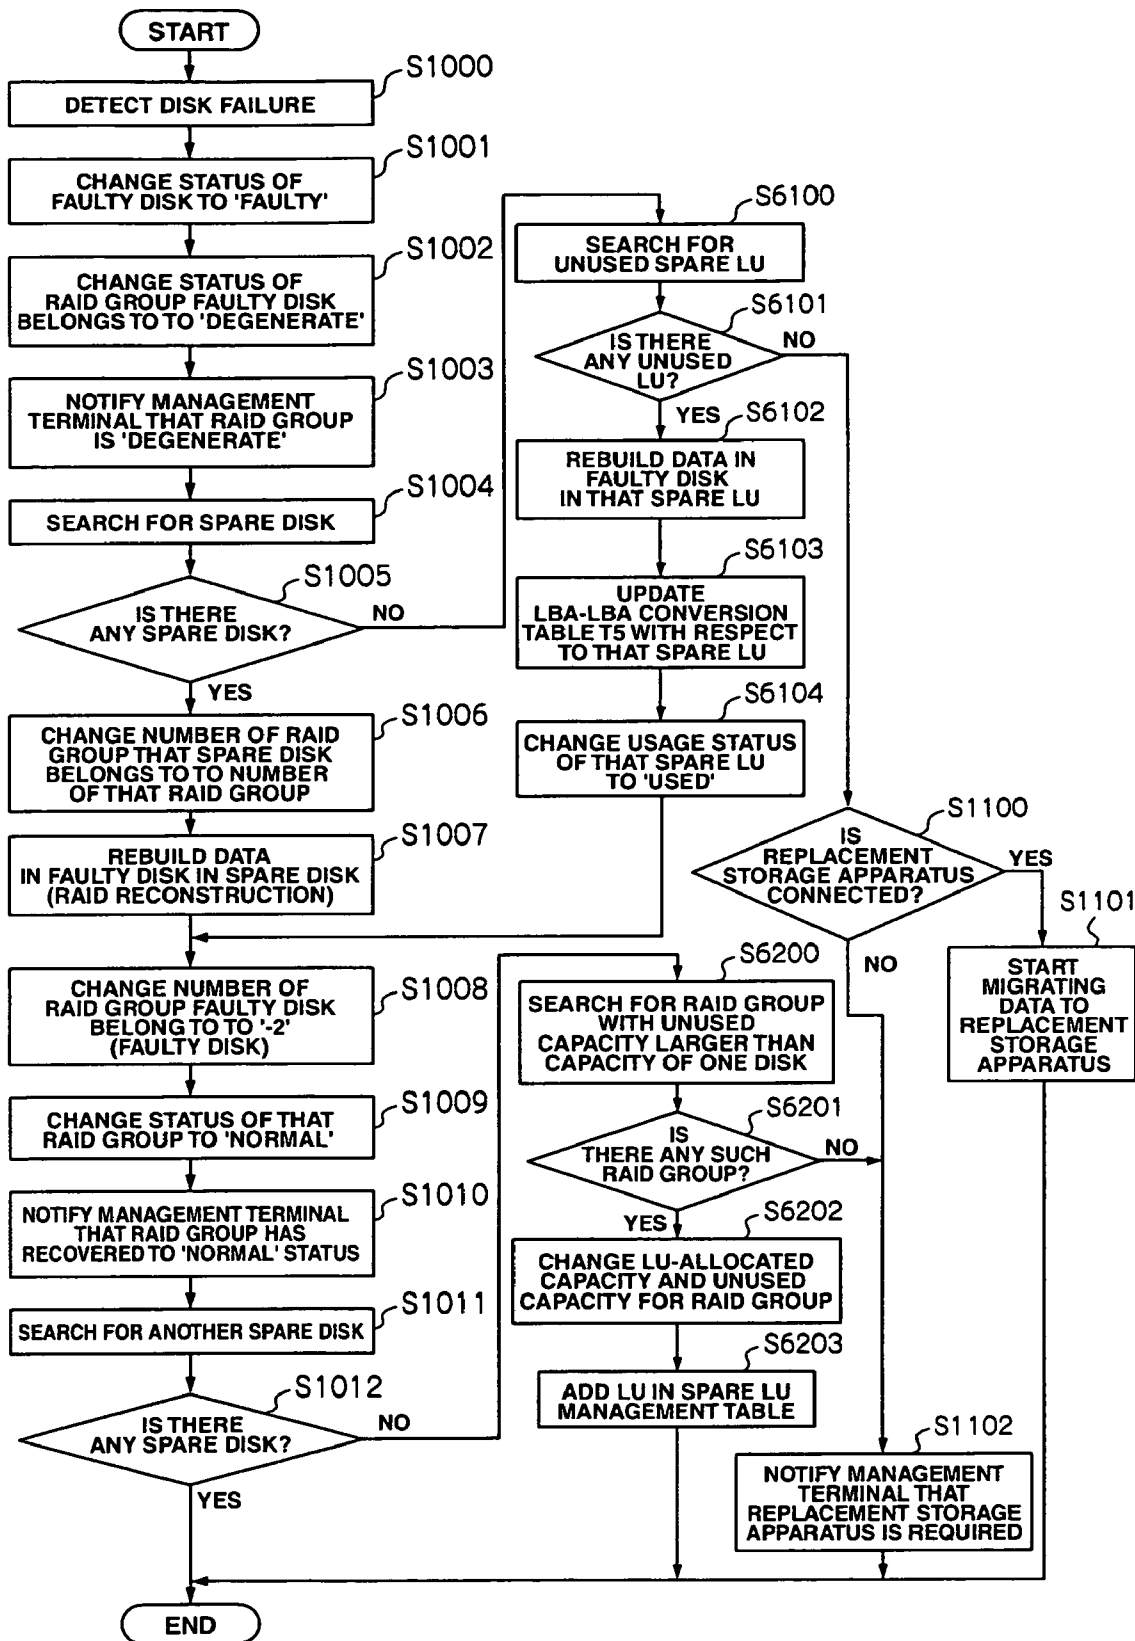 START
S1000
DETECT DISK FAILURE
S1001
CHANGE STATUS OF
FAULTY DISK TO 'FAULTY'
S1002
CHANGE STATUS OF
RAID GROUP FAULTY DISK
BELONGS TO TO 'DEGENERATE'
S1003
NOTIFY MANAGEMENT
TERMINAL THAT RAID GROUP
IS 'DEGENERATE'
S1004
SEARCH FOR SPARE DISK
S1005
IS THERE
ANY SPARE DISK?
NO
YES
S1006
CHANGE NUMBER OF RAID
GROUP THAT SPARE DISK
BELONGS TO TO NUMBER
OF THAT RAID GROUP
S1007
REBUILD DATA
IN FAULTY DISK IN SPARE DISK
(RAID RECONSTRUCTION)
S1008
CHANGE NUMBER OF
RAID GROUP FAULTY DISK
BELONG TO TO '-2'
(FAULTY DISK)
S1009
CHANGE STATUS OF THAT
RAID GROUP TO 'NORMAL'
S1010
NOTIFY MANAGEMENT TERMINAL
THAT RAID GROUP HAS
RECOVERED TO 'NORMAL' STATUS
S1011
SEARCH FOR ANOTHER SPARE DISK
S1012
IS THERE
ANY SPARE DISK?
NO
YES
END
S6100
SEARCH FOR
UNUSED SPARE LU
S6101
IS THERE
ANY UNUSED
LU?
NO
YES
S6102
REBUILD DATA IN
FAULTY DISK
IN THAT SPARE LU
S6103
UPDATE
LBA-LBA CONVERSION
TABLE T5 WITH RESPECT
TO THAT SPARE LU
S6104
CHANGE USAGE STATUS
OF THAT SPARE LU
TO 'USED'
S1100
IS
REPLACEMENT
STORAGE APPARATUS
CONNECTED?
YES
NO
S1101
START
MIGRATING
DATA TO
REPLACEMENT
STORAGE
APPARATUS
S6200
SEARCH FOR RAID GROUP
WITH UNUSED
CAPACITY LARGER THAN
CAPACITY OF ONE DISK
S6201
IS
THERE ANY SUCH
RAID GROUP?
NO
YES
S6202
CHANGE LU-ALLOCATED
CAPACITY AND UNUSED
CAPACITY FOR RAID GROUP
S6203
ADD LU IN SPARE LU
MANAGEMENT TABLE
S1102
NOTIFY MANAGEMENT
TERMINAL THAT
REPLACEMENT STORAGE
APPARATUS IS REQUIRED